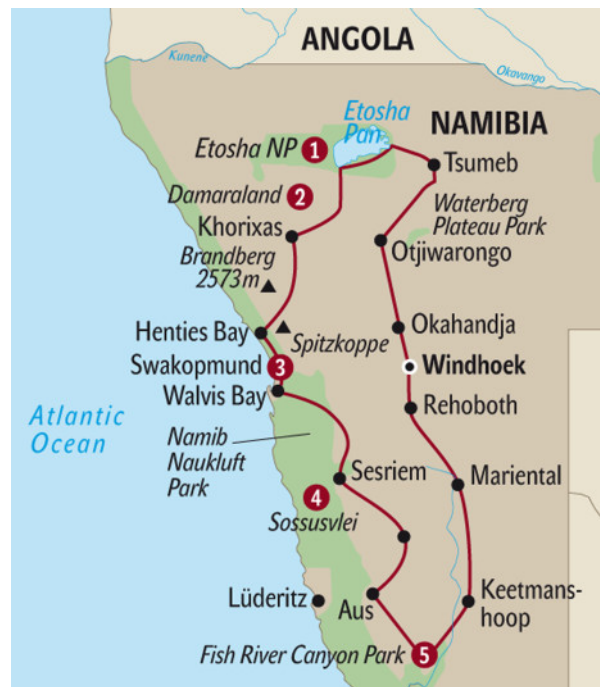 ANGOLA
Kunene
Okavango
Etosha
Pan
NAMIBIA
Etosha NP
1
Tsumeb
Damaraland
2
Waterberg
Plateau Park
Khorixas
Otjiwarongo
Brandberg
2573 m
Henties Bay
Okahandja
Spitzkoppe
Swakopmund
3
Windhoek
Walvis Bay
Rehoboth
Atlantic
Ocean
Namib
Naukluft
Park
Sesriem
Mariental
4
Sossusvlei
Lüderitz
Aus
Keetmans-
hoop
Fish River Canyon Park
5